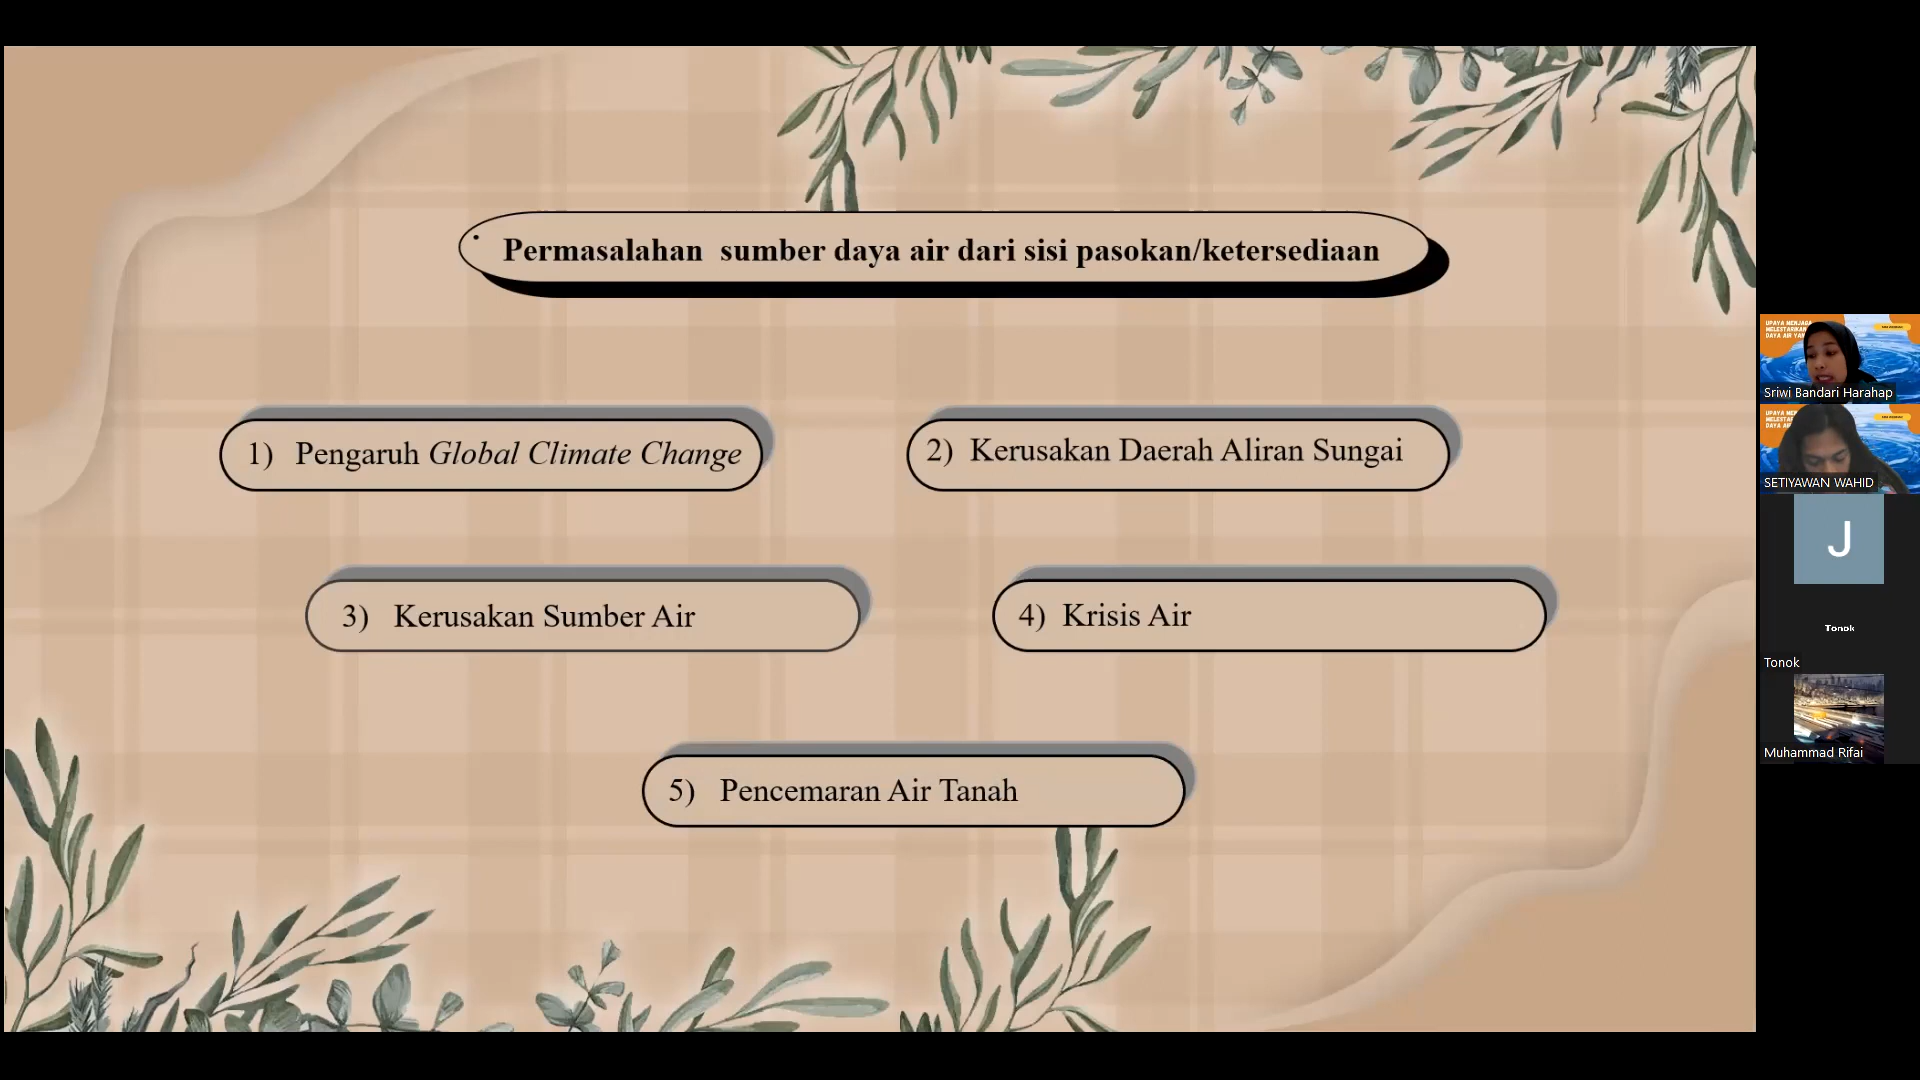 Permasalahan sumber daya air dari sisi pasokan/ketersediaan
1) Pengaruh Global Climate Change
2) Kerusakan Daerah Aliran Sungai
3) Kerusakan Sumber Air
4) Krisis Air
5) Pencemaran Air Tanah
Sriwi Bandari Harahap
SETIYAWAN WAHID
J
Tonok
Tonok
Muhammad Rifai